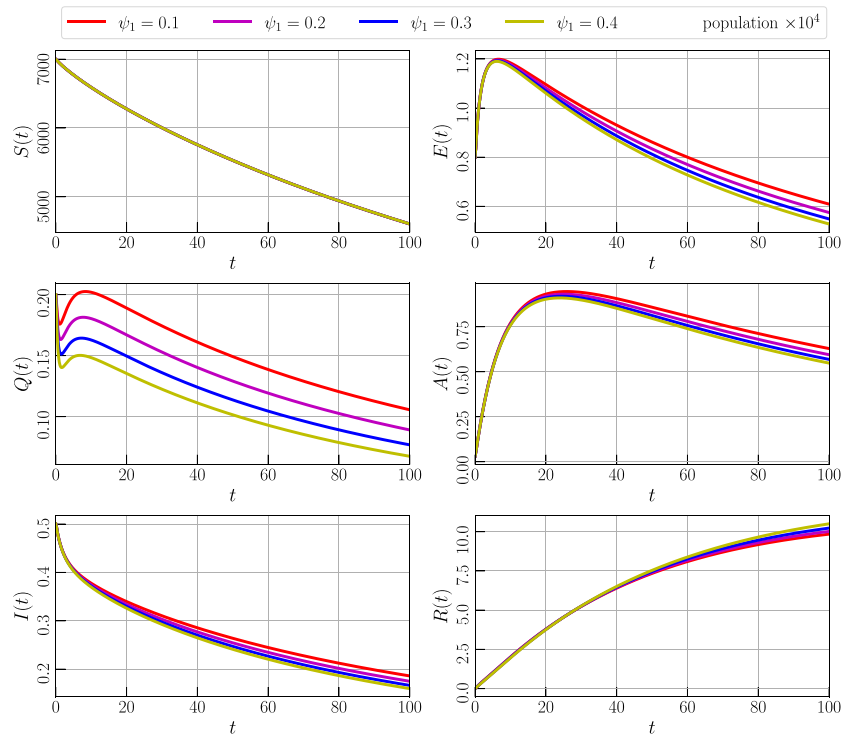 ψ₁ = 0.1 ψ₁ = 0.2 ψ₁ = 0.3 ψ₁ = 0.4 population ×10⁴
S(t)
7000
6000
5000
0 20 40 60 80 100
t
E(t)
1.2
1.0
0.8
0.6
0 20 40 60 80 100
t
Q(t)
0.20
0.15
0.10
0 20 40 60 80 100
t
A(t)
0.75
0.50
0.25
0.00
0 20 40 60 80 100
t
I(t)
0.5
0.4
0.3
0.2
0 20 40 60 80 100
t
R(t)
10.0
7.5
5.0
2.5
0.0
0 20 40 60 80 100
t